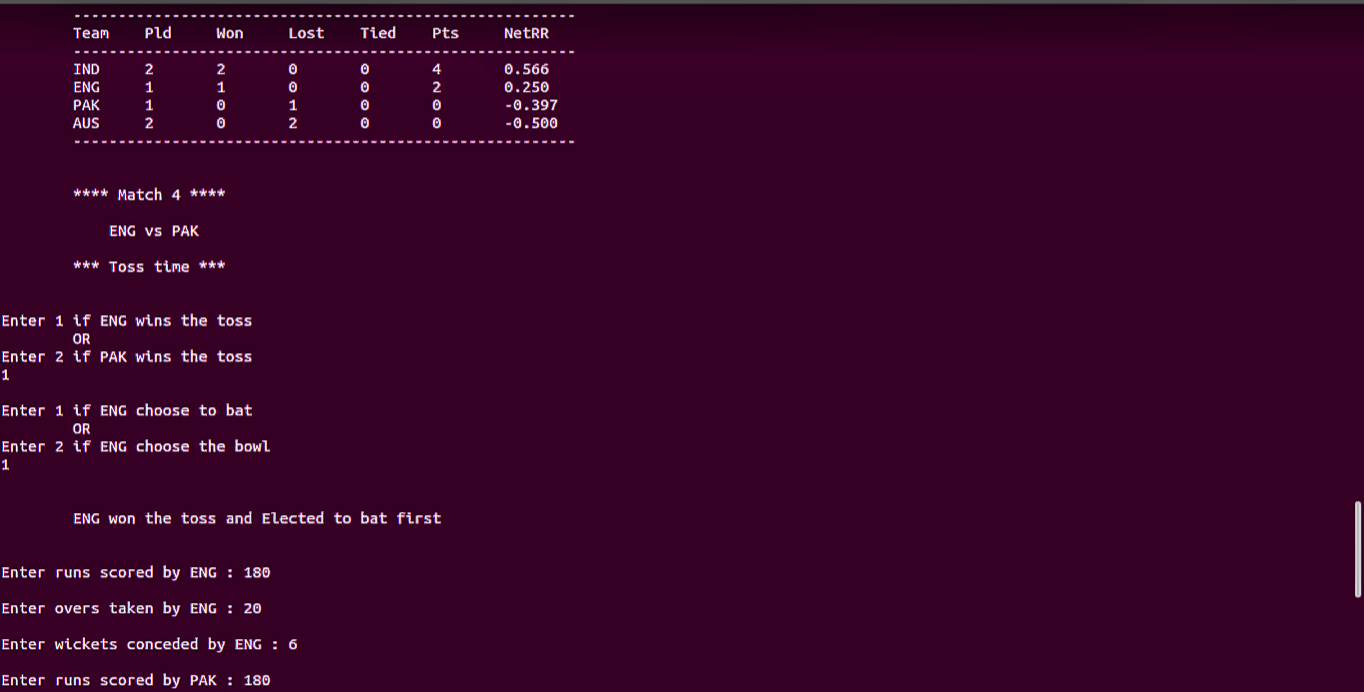 --------------------------------------------------------
Team Pld Won Lost Tied Pts NetRR
--------------------------------------------------------
IND 2 2 0 0 4 0.566
ENG 1 1 0 0 2 0.250
PAK 1 0 1 0 0 -0.397
AUS 2 0 2 0 0 -0.500
--------------------------------------------------------
**** Match 4 ****
ENG vs PAK
*** Toss time ***
Enter 1 if ENG wins the toss
OR
Enter 2 if PAK wins the toss
1
Enter 1 if ENG choose to bat
OR
Enter 2 if ENG choose the bowl
1
ENG won the toss and Elected to bat first
Enter runs scored by ENG : 180
Enter overs taken by ENG : 20
Enter wickets conceded by ENG : 6
Enter runs scored by PAK : 180